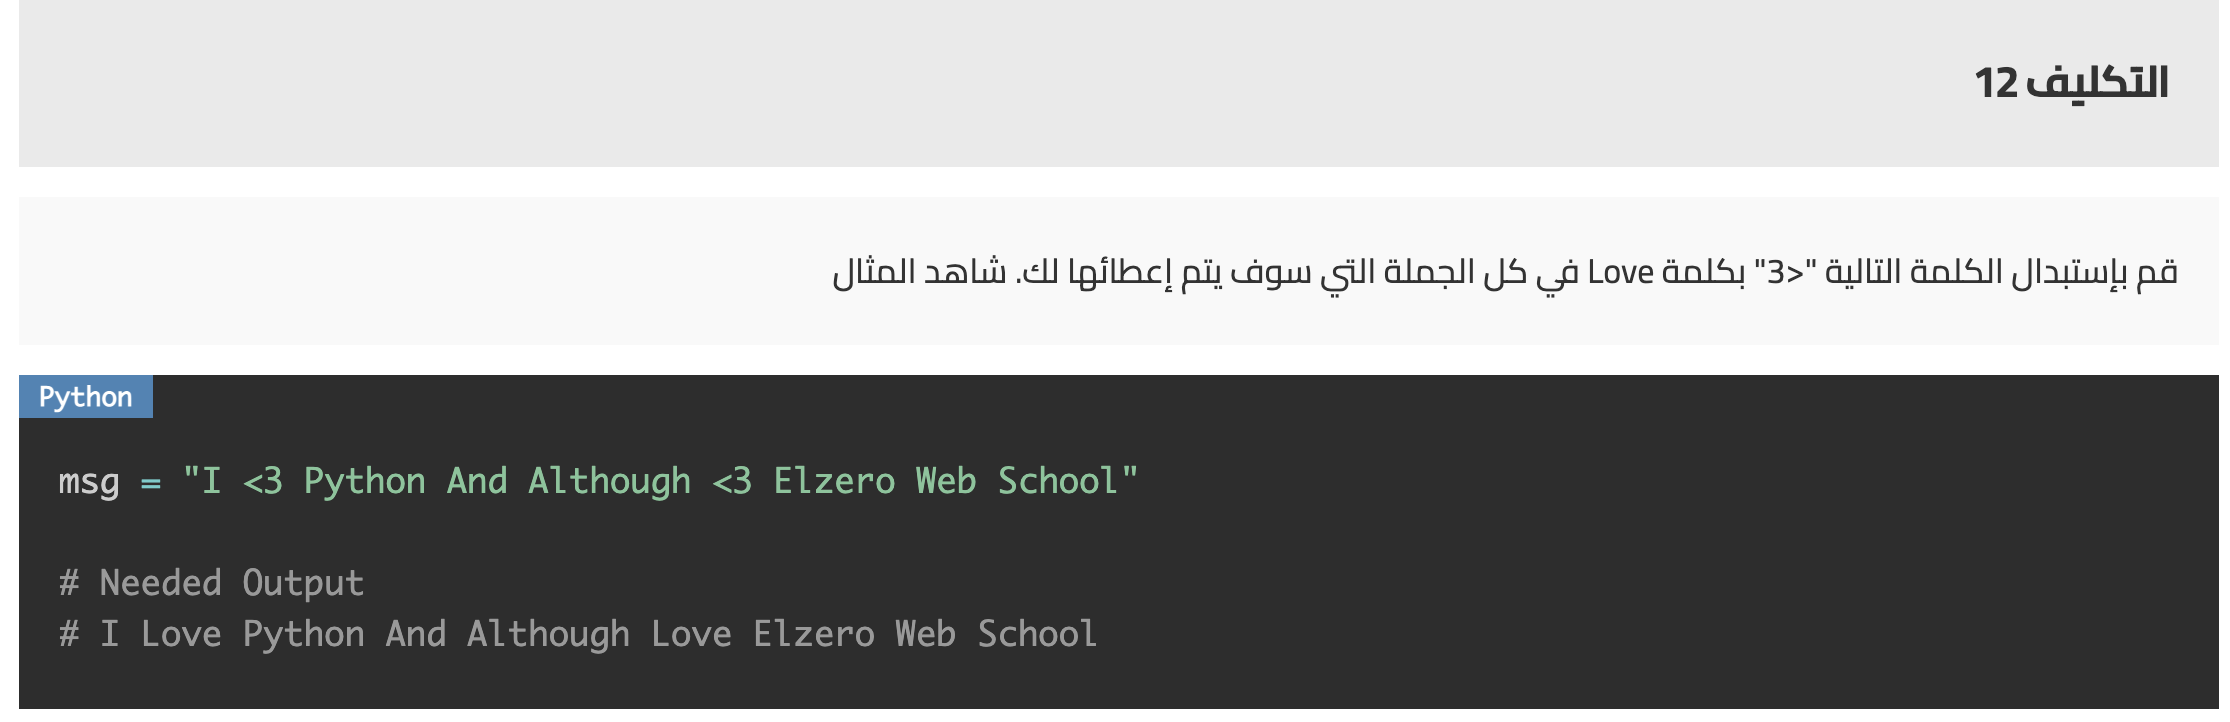 التكليف 12
قم بإستبدال الكلمة التالية "<3" بكلمة Love في كل الجملة التي سوف يتم إعطائها لك. شاهد المثال
Python
msg = "I <3 Python And Although <3 Elzero Web School"
# Needed Output
# I Love Python And Although Love Elzero Web School